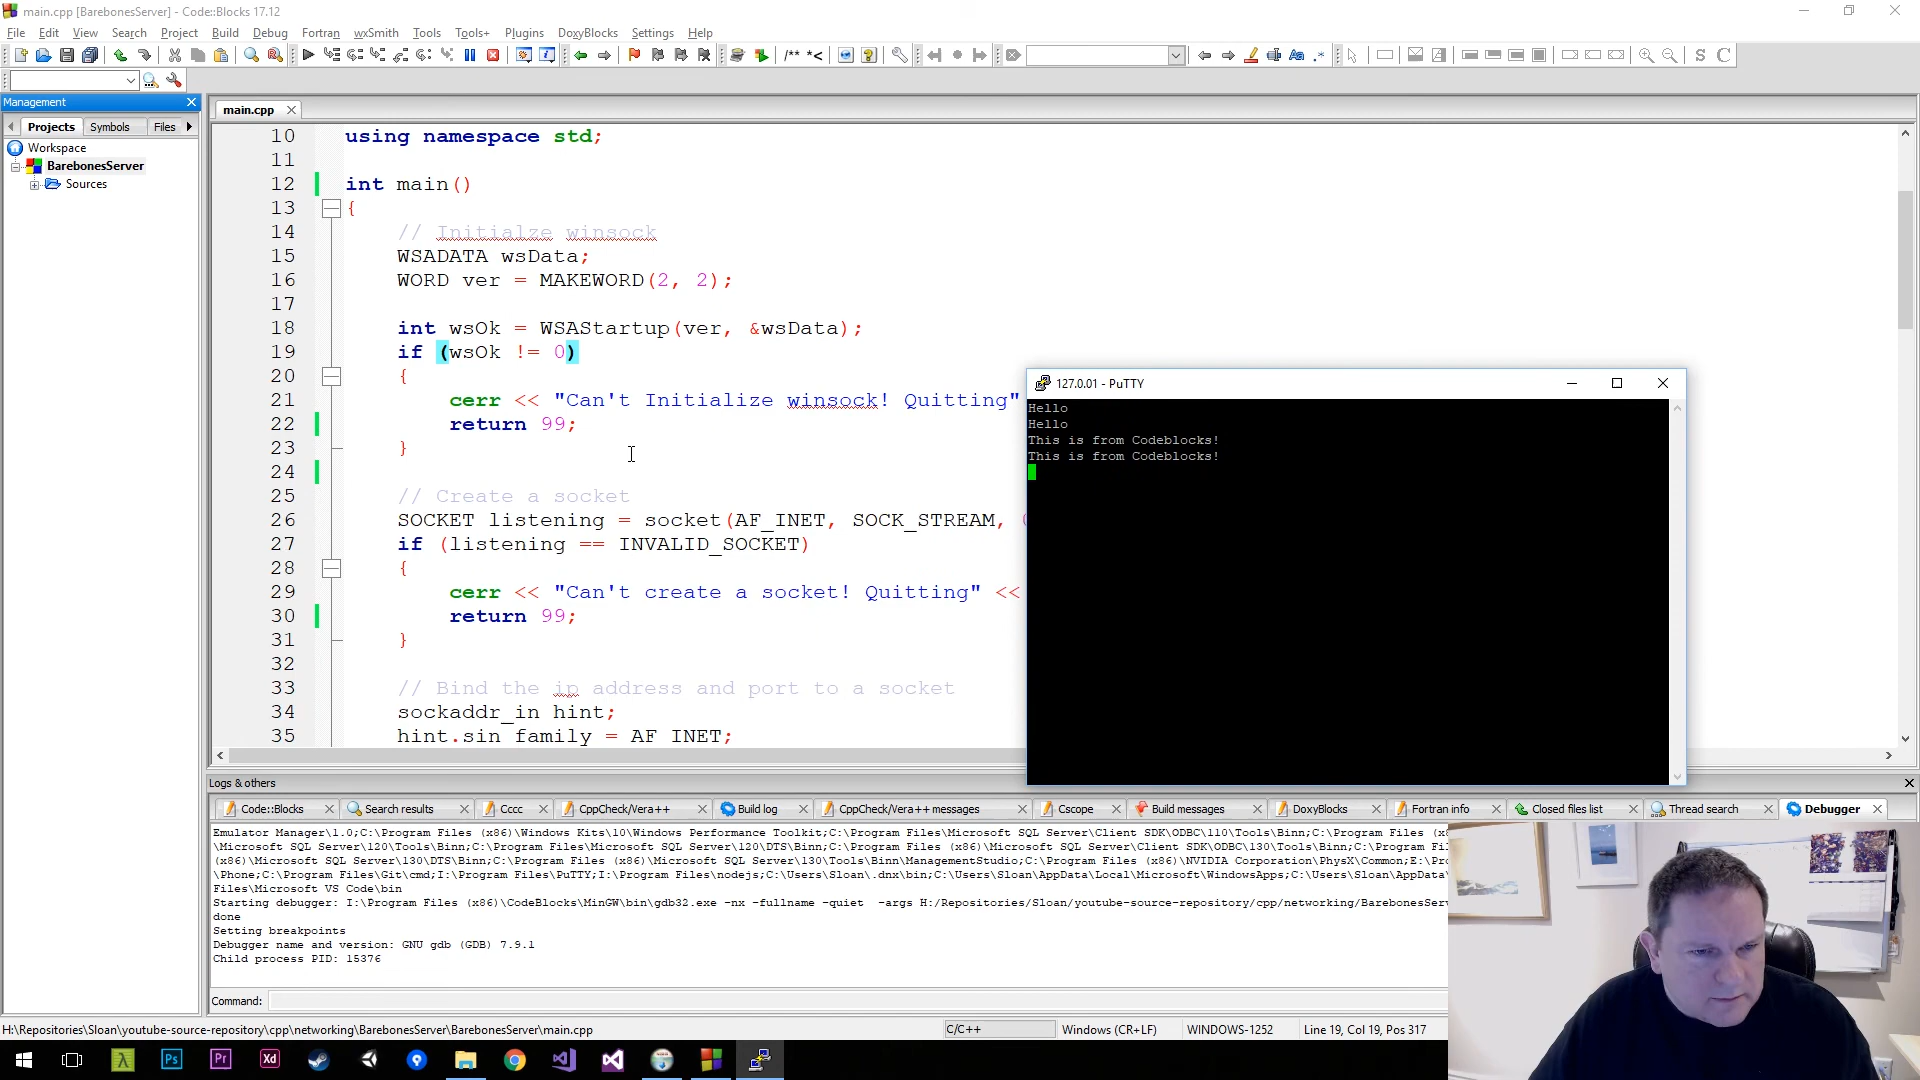 main.cpp [BarebonesServer] - Code::Blocks 17.12
File Edit View Search Project Build Debug Fortran wxSmith Tools Tools+ Plugins DoxyBlocks Settings Help
Management
Projects Symbols Files
Workspace
BarebonesServer
Sources
main.cpp
10 using namespace std;
11
12 int main()
13 {
14 // Initialze winsock
15 WSADATA wsData;
16 WORD ver = MAKEWORD(2, 2);
17
18 int wsOk = WSAStartup(ver, &wsData);
19 if (wsOk != 0)
20 {
21 cerr << "Can't Initialize winsock! Quitting"
22 return 99;
23 }
24
25 // Create a socket
26 SOCKET listening = socket(AF_INET, SOCK_STREAM,
27 if (listening == INVALID_SOCKET)
28 {
29 cerr << "Can't create a socket! Quitting" <<
30 return 99;
31 }
32
33 // Bind the ip address and port to a socket
34 sockaddr_in hint;
35 hint.sin_family = AF_INET;
127.0.01 - PuTTY
Hello
Hello
This is from Codeblocks!
This is from Codeblocks!
Logs & others
Code::Blocks Search results Cccc CppCheck/Vera++ Build log CppCheck/Vera++ messages Cscope Build messages DoxyBlocks Fortran info Closed files list Thread search Debugger
Emulator Manager\1.0;C:\Program Files (x86)\Windows Kits\10\Windows Performance Toolkit;C:\Program Files\Microsoft SQL Server\Client SDK\ODBC\110\Tools\Binn;C:\Program Files (x8
\Microsoft SQL Server\120\Tools\Binn;C:\Program Files\Microsoft SQL Server\120\DTS\Binn;C:\Program Files (x86)\Microsoft SQL Server\Client SDK\ODBC\130\Tools\Binn;C:\Program Fil
(x86)\Microsoft SQL Server\130\DTS\Binn;C:\Program Files (x86)\Microsoft SQL Server\130\Tools\Binn\ManagementStudio;C:\Program Files (x86)\NVIDIA Corporation\PhysX\Common;E:\Pro
\Phone;C:\Program Files\Git\cmd;I:\Program Files\PuTTY;I:\Program Files\nodejs;C:\Users\Sloan\.dnx\bin;C:\Users\Sloan\AppData\Local\Microsoft\WindowsApps;C:\Users\Sloan\AppData\
Files\Microsoft VS Code\bin
Starting debugger: I:\Program Files (x86)\CodeBlocks\MinGW\bin\gdb32.exe -nx -fullname -quiet -args H:/Repositories/Sloan/youtube-source-repository/cpp/networking/BarebonesServ
done
Setting breakpoints
Debugger name and version: GNU gdb (GDB) 7.9.1
Child process PID: 15376
Command:
H:\Repositories\Sloan\youtube-source-repository\cpp\networking\BarebonesServer\BarebonesServer\main.cpp C/C++ Windows (CR+LF) WINDOWS-1252 Line 19, Col 19, Pos 317
Ps Pr Xd